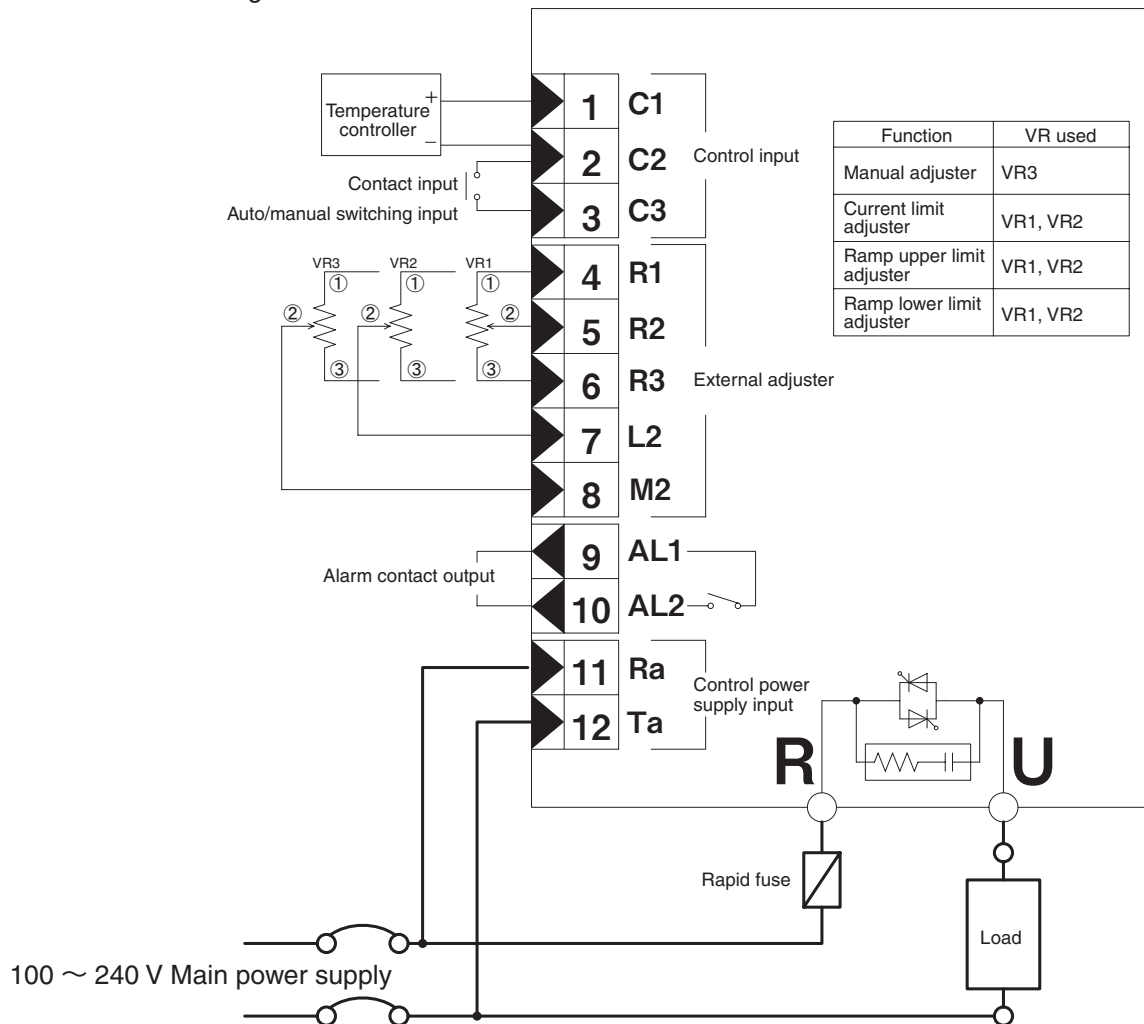 Temperature
controller
+
−
Contact input
Auto/manual switching input
1 C1
2 C2
3 C3
Control input
VR3 VR2 VR1
① ① ①
② ② ②
③ ③ ③
4 R1
5 R2
6 R3
7 L2
8 M2
External adjuster
Function VR used
Manual adjuster VR3
Current limit
adjuster VR1, VR2
Ramp upper limit
adjuster VR1, VR2
Ramp lower limit
adjuster VR1, VR2
Alarm contact output
9 AL1
10 AL2
11 Ra
12 Ta
Control power
supply input
R U
Rapid fuse
Load
100 ～ 240 V Main power supply